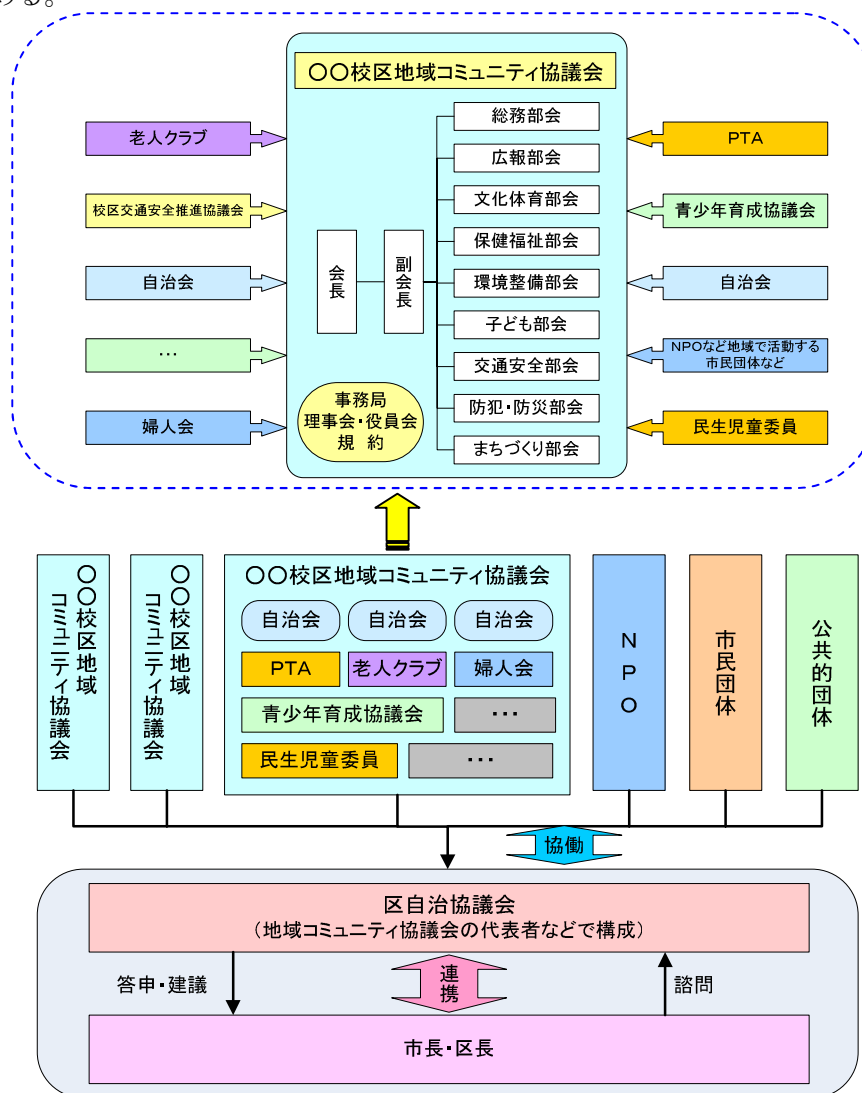 ける。
〇〇校区地域コミュニティ協議会
老人クラブ
校区交通安全推進協議会
自治会
…
婦人会
会長
副会長
総務部会
広報部会
文化体育部会
保健福祉部会
環境整備部会
子ども部会
交通安全部会
防犯・防災部会
まちづくり部会
事務局
理事会・役員会
規 約
PTA
青少年育成協議会
自治会
NPOなど地域で活動する
市民団体など
民生児童委員
〇〇校区地域
コミュニティ協議会
〇〇校区地域
コミュニティ協議会
〇〇校区地域コミュニティ協議会
自治会
自治会
自治会
PTA
老人クラブ
婦人会
青少年育成協議会
…
民生児童委員
…
NPO
市民団体
公共的団体
協働
区自治協議会
(地域コミュニティ協議会の代表者などで構成)
答申・建議
連携
諮問
市長・区長